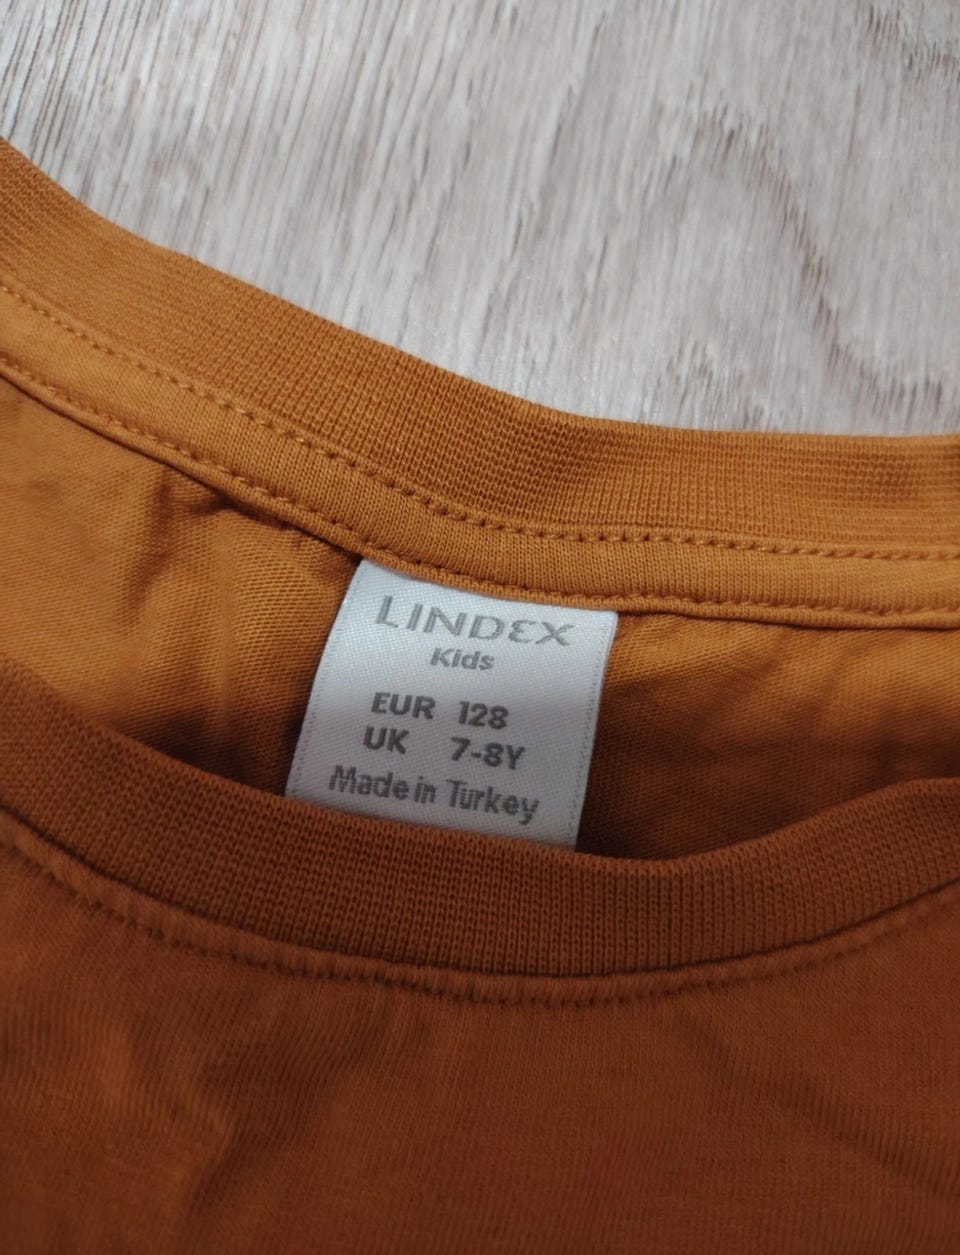 LINDEX
Kids
EUR 128
UK 7-8Y
Made in Turkey